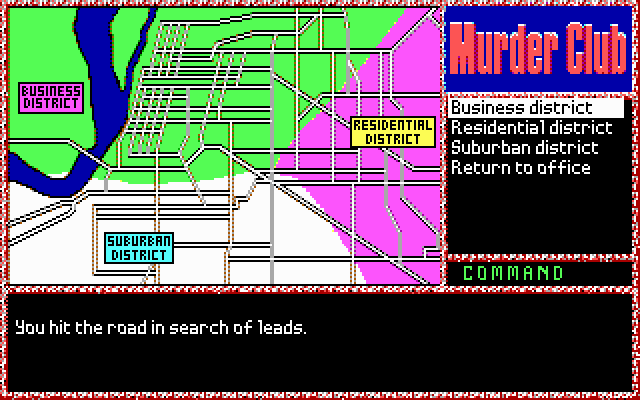 Murder Club
BUSINESS
DISTRICT
RESIDENTIAL
DISTRICT
SUBURBAN
DISTRICT
Business district
Residential district
Suburban district
Return to office
COMMAND
You hit the road in search of leads.